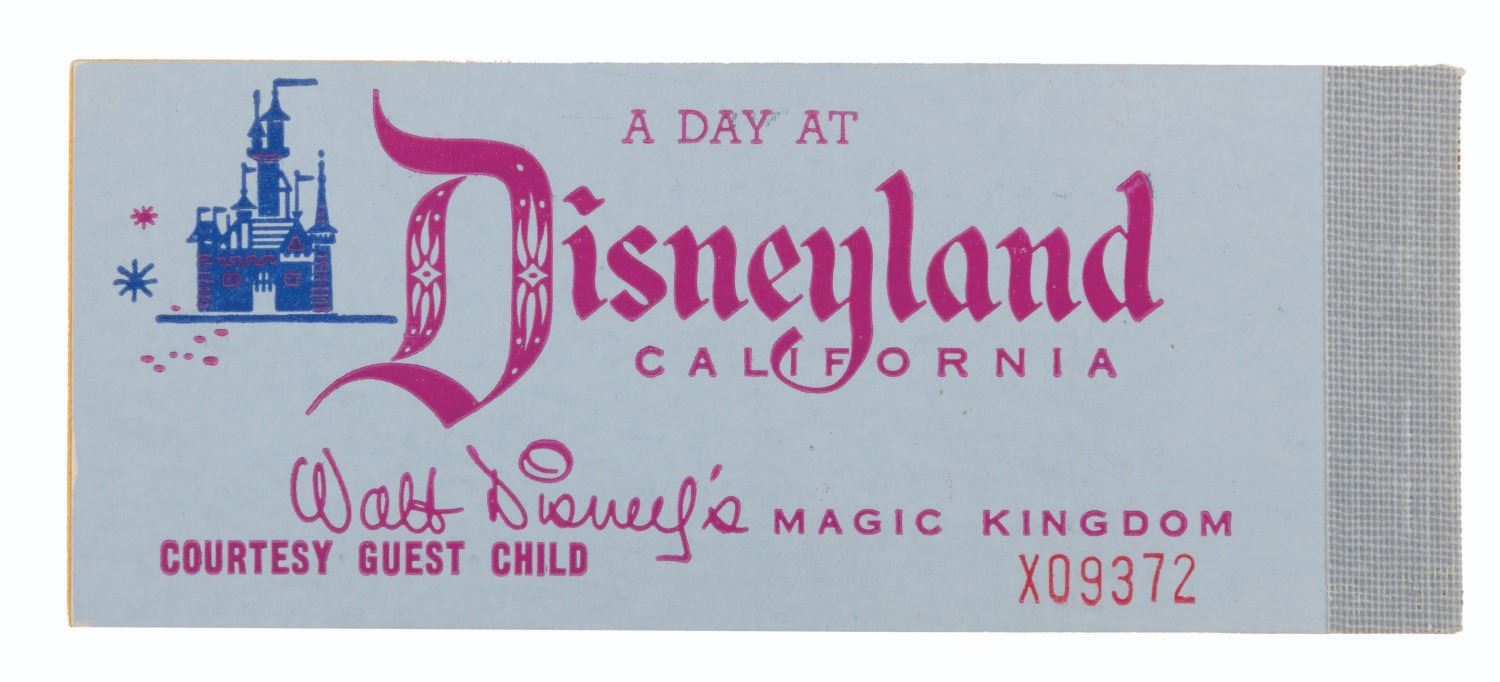 A DAY AT
Disneyland
CALIFORNIA
Walt Disney's MAGIC KINGDOM
COURTESY GUEST CHILD
X09372